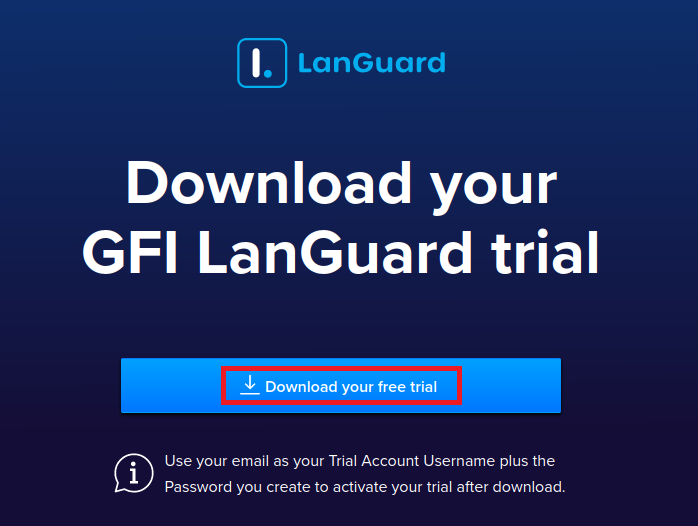 LanGuard
Download your
GFI LanGuard trial
Download your free trial
Use your email as your Trial Account Username plus the
Password you create to activate your trial after download.